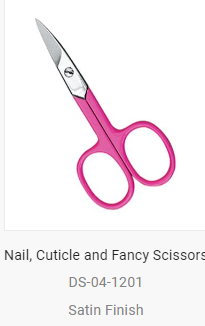 Nail, Cuticle and Fancy Scissors
DS-04-1201
Satin Finish